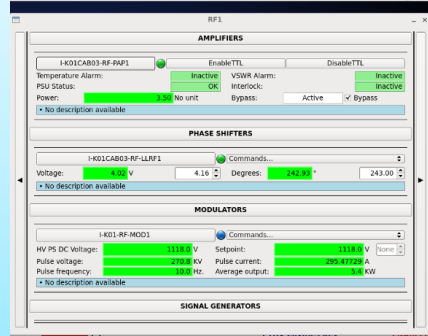 RF1
AMPLIFIERS
I-K01CAB03-RF-PAP1 EnableTTL DisableTTL
Temperature Alarm: Inactive VSWR Alarm: Inactive
PSU Status: OK Interlock: Inactive
Power: 3.50 No unit Bypass: Active Bypass
• No description available
PHASE SHIFTERS
I-K01CAB03-RF-LLRF1 Commands...
Voltage: 4.02 V 4.16 Degrees: 242.93 ° 243.00
• No description available
MODULATORS
I-K01-RF-MOD1 Commands...
HV PS DC Voltage: 1118.0 V Setpoint: 1118.0 V None
Pulse voltage: 270.8 KV Pulse current: 295.47729 A
Pulse frequency: 10.0 Hz. Average output: 5.4 KW
• No description available
SIGNAL GENERATORS